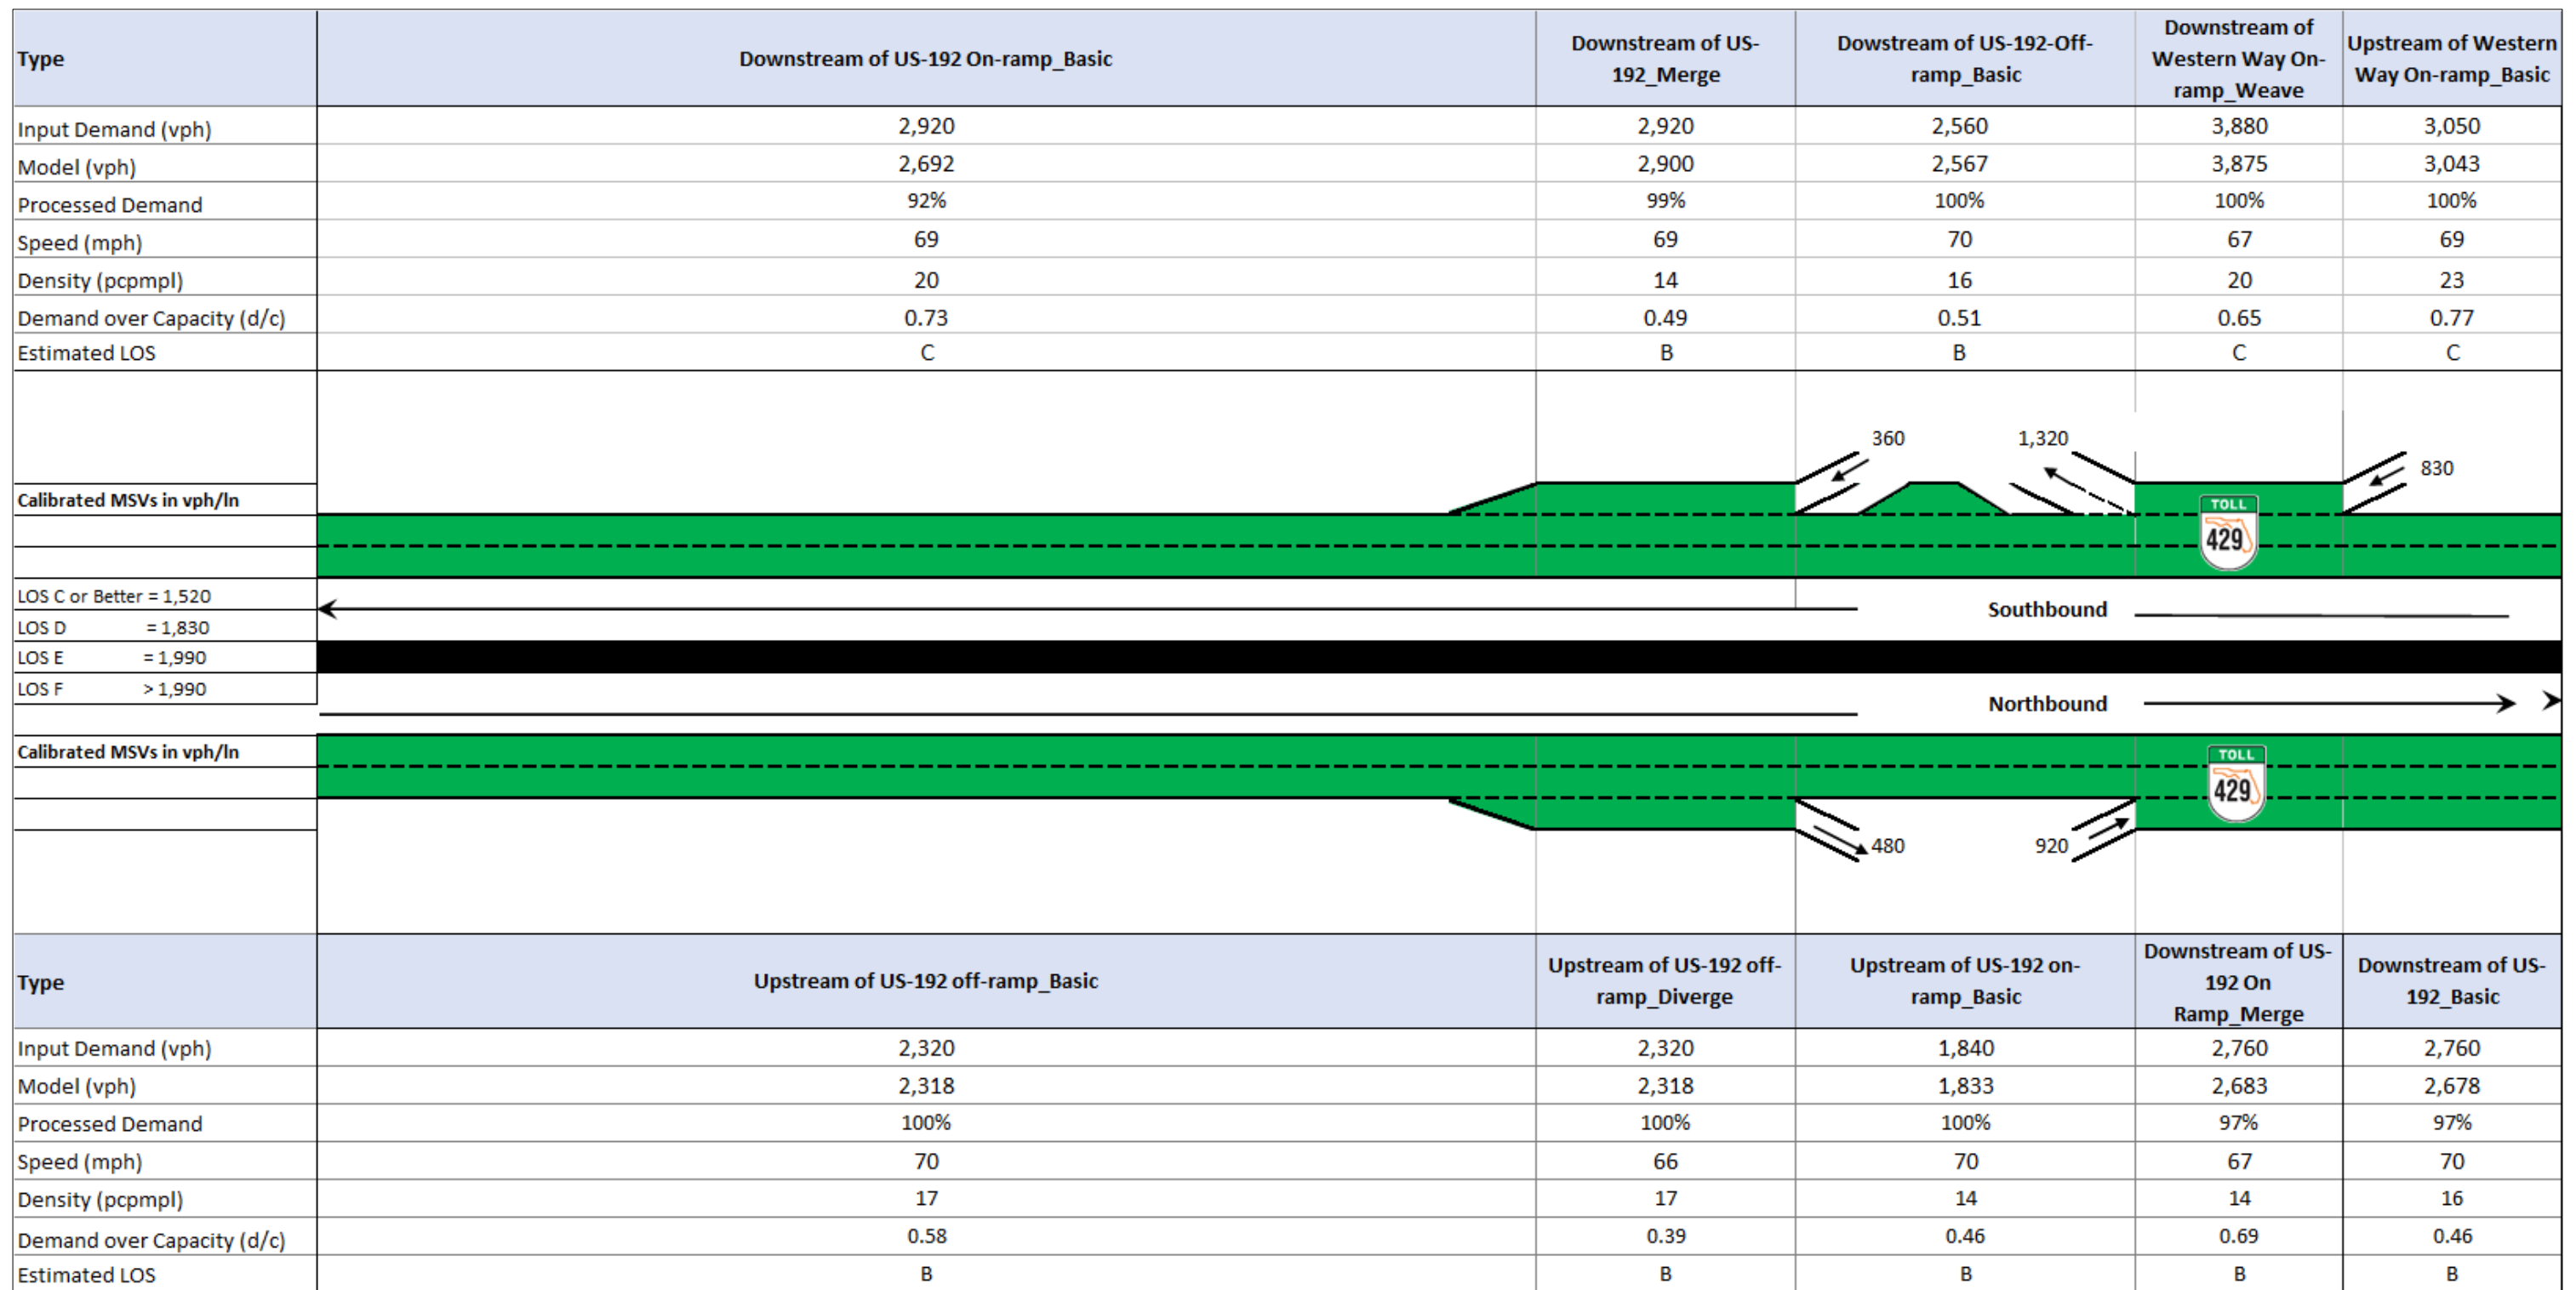 Type
Downstream of US-192 On-ramp_Basic
Downstream of US-
192_Merge
Dowstream of US-192-Off-
ramp_Basic
Downstream of
Western Way On-
ramp_Weave
Upstream of Western
Way On-ramp_Basic
Input Demand (vph) 2,920 2,920 2,560 3,880 3,050
Model (vph) 2,692 2,900 2,567 3,875 3,043
Processed Demand 92% 99% 100% 100% 100%
Speed (mph) 69 69 70 67 69
Density (pcpmpl) 20 14 16 20 23
Demand over Capacity (d/c) 0.73 0.49 0.51 0.65 0.77
Estimated LOS C B B C C
360 1,320
830
Calibrated MSVs in vph/ln
TOLL
429
LOS C or Better = 1,520
Southbound
LOS D = 1,830
LOS E = 1,990
LOS F > 1,990
Northbound
Calibrated MSVs in vph/ln
TOLL
429
480 920
Type
Upstream of US-192 off-ramp_Basic
Upstream of US-192 off-
ramp_Diverge
Upstream of US-192 on-
ramp_Basic
Downstream of US-
192 On
Ramp_Merge
Downstream of US-
192_Basic
Input Demand (vph) 2,320 2,320 1,840 2,760 2,760
Model (vph) 2,318 2,318 1,833 2,683 2,678
Processed Demand 100% 100% 100% 97% 97%
Speed (mph) 70 66 70 67 70
Density (pcpmpl) 17 17 14 14 16
Demand over Capacity (d/c) 0.58 0.39 0.46 0.69 0.46
Estimated LOS B B B B B